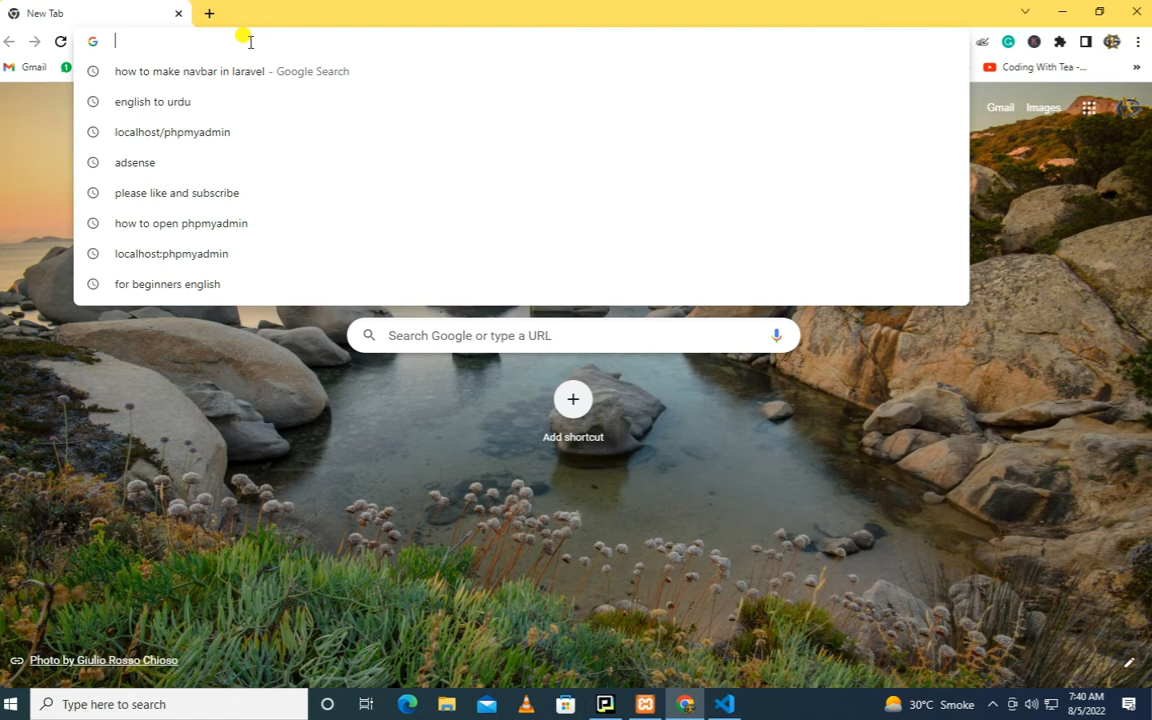 New Tab
how to make navbar in laravel - Google Search
english to urdu
localhost/phpmyadmin
adsense
please like and subscribe
how to open phpmyadmin
localhost:phpmyadmin
for beginners english
Gmail
1
Coding With Tea -...
Gmail Images
Search Google or type a URL
Add shortcut
Photo by Giulio Rosso Chioso
Type here to search
30°C Smoke
7:40 AM
8/5/2022